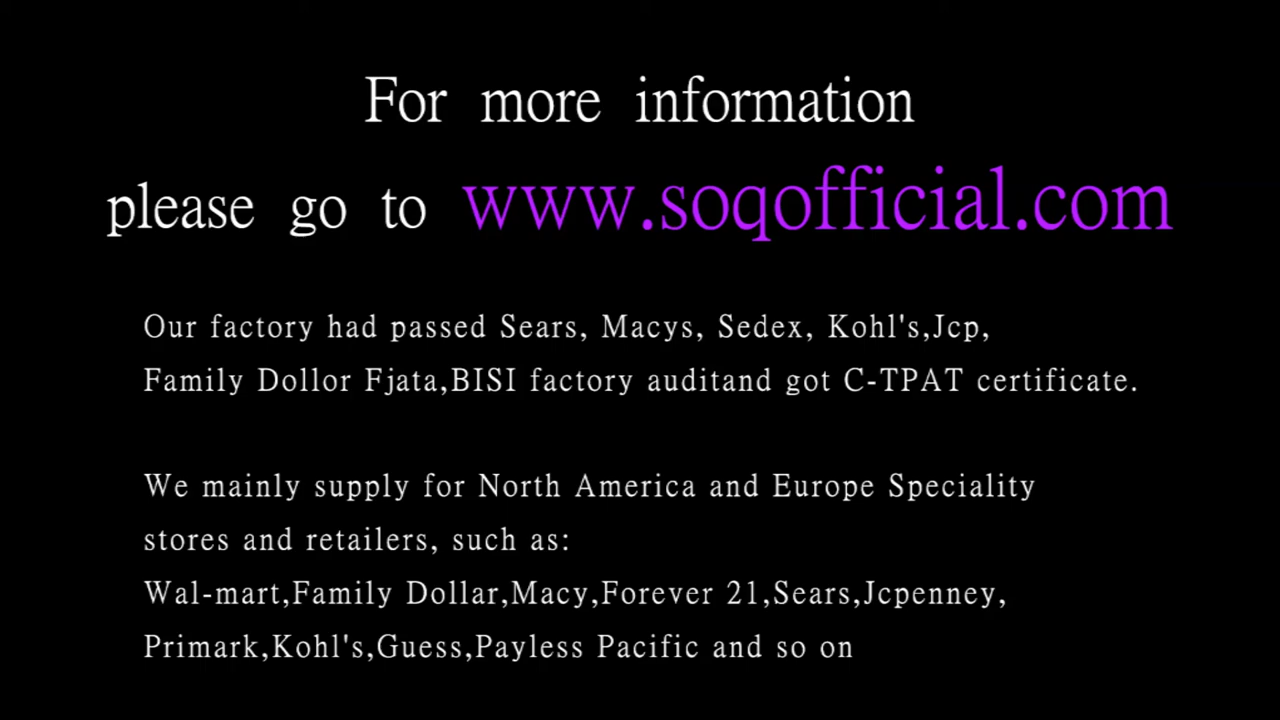 For more information
please go to www.soqofficial.com
Our factory had passed Sears, Macys, Sedex, Kohl's,Jcp,
Family Dollor Fjata,BISI factory auditand got C-TPAT certificate.
We mainly supply for North America and Europe Speciality
stores and retailers, such as:
Wal-mart,Family Dollar,Macy,Forever 21,Sears,Jcpenney,
Primark,Kohl's,Guess,Payless Pacific and so on